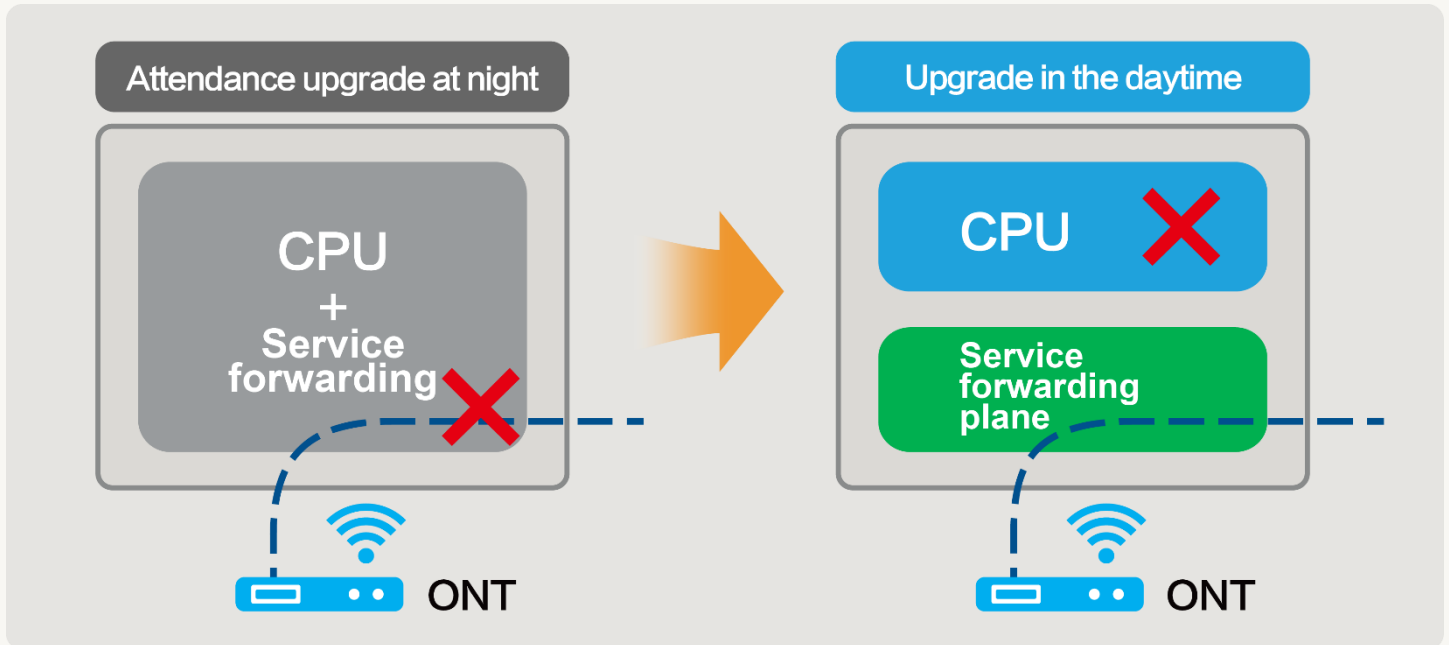 Attendance upgrade at night
CPU
+
Service
forwarding
ONT
Upgrade in the daytime
CPU
Service
forwarding
plane
ONT